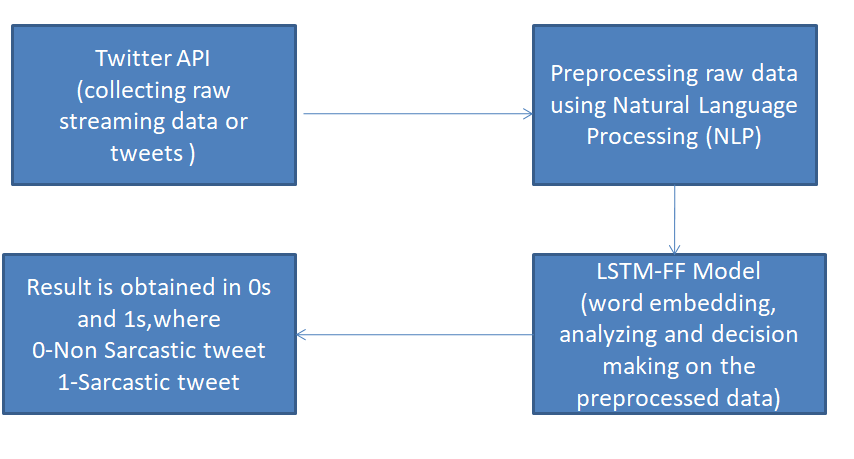 Twitter API
(collecting raw
streaming data or
tweets )
Preprocessing raw data
using Natural Language
Processing (NLP)
LSTM-FF Model
(word embedding,
analyzing and decision
making on the
preprocessed data)
Result is obtained in 0s
and 1s,where
0-Non Sarcastic tweet
1-Sarcastic tweet